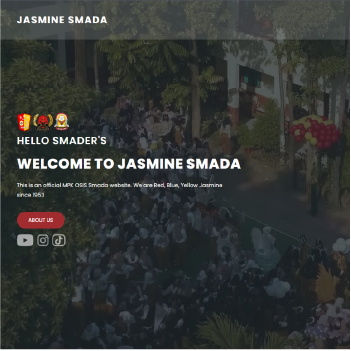 JASMINE SMADA
HELLO SMADER'S
WELCOME TO JASMINE SMADA
This is an official MPK OSIS Smada website. We are Red, Blue, Yellow Jasmine
since 1963
ABOUT US